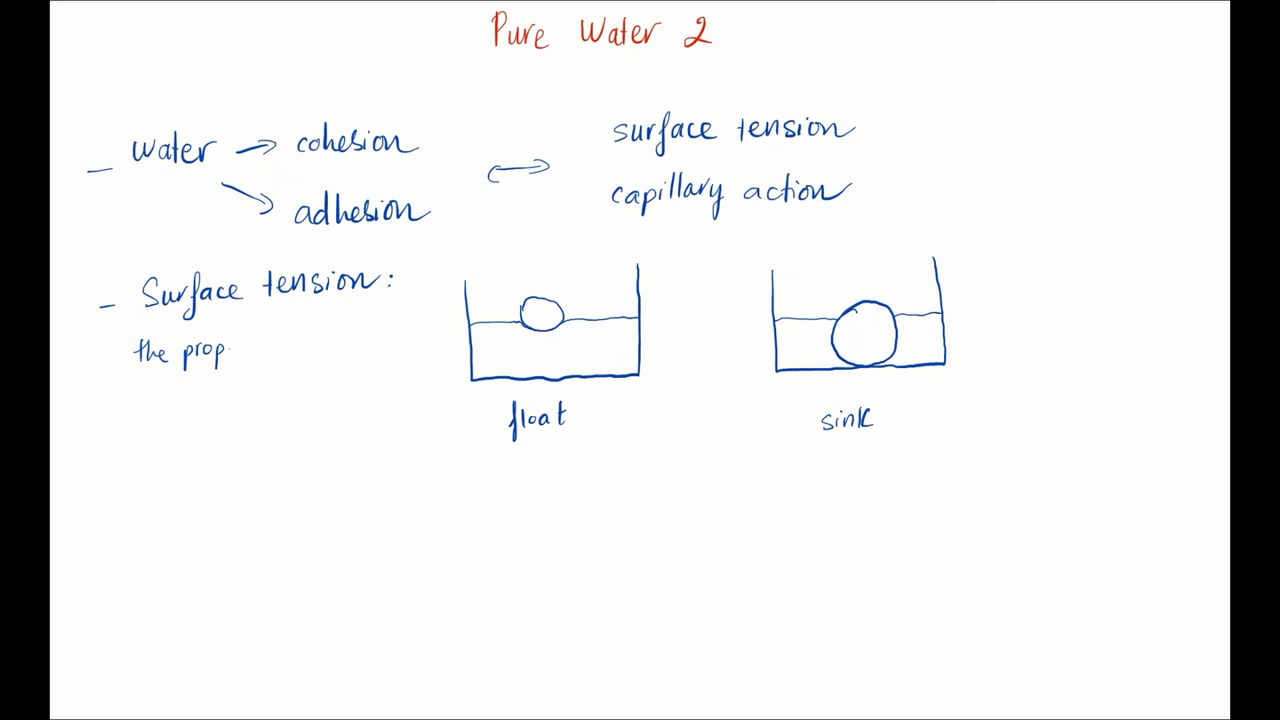 Pure Water 2
- water → cohesion
→ adhesion
↔ surface tension
capillary action
- Surface tension:
the prop
float
sink